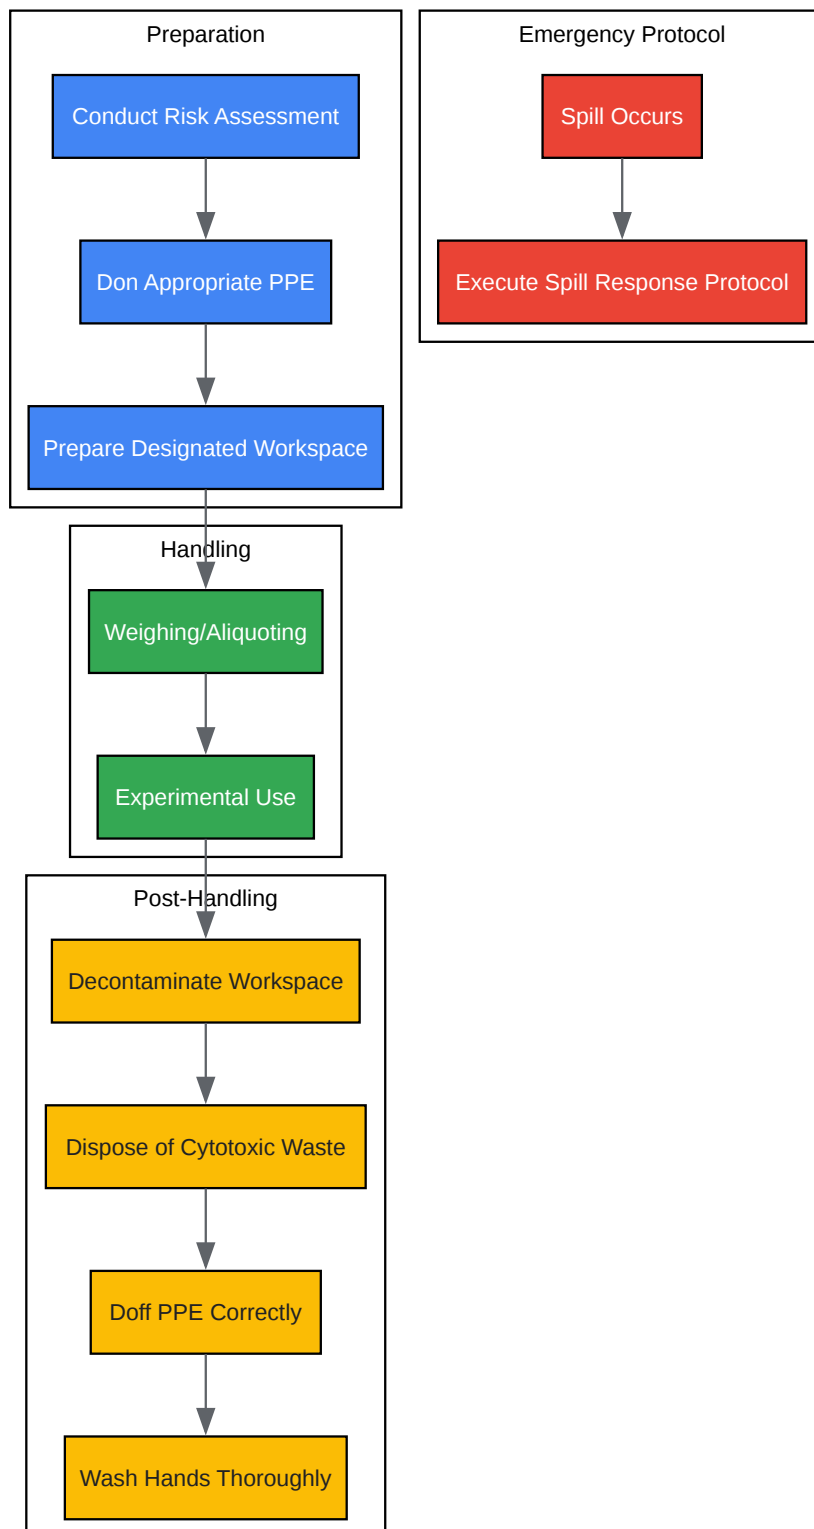 Preparation
Conduct Risk Assessment
Don Appropriate PPE
Prepare Designated Workspace
Handling
Weighing/Aliquoting
Experimental Use
Post-Handling
Decontaminate Workspace
Dispose of Cytotoxic Waste
Doff PPE Correctly
Wash Hands Thoroughly
Emergency Protocol
Spill Occurs
Execute Spill Response Protocol